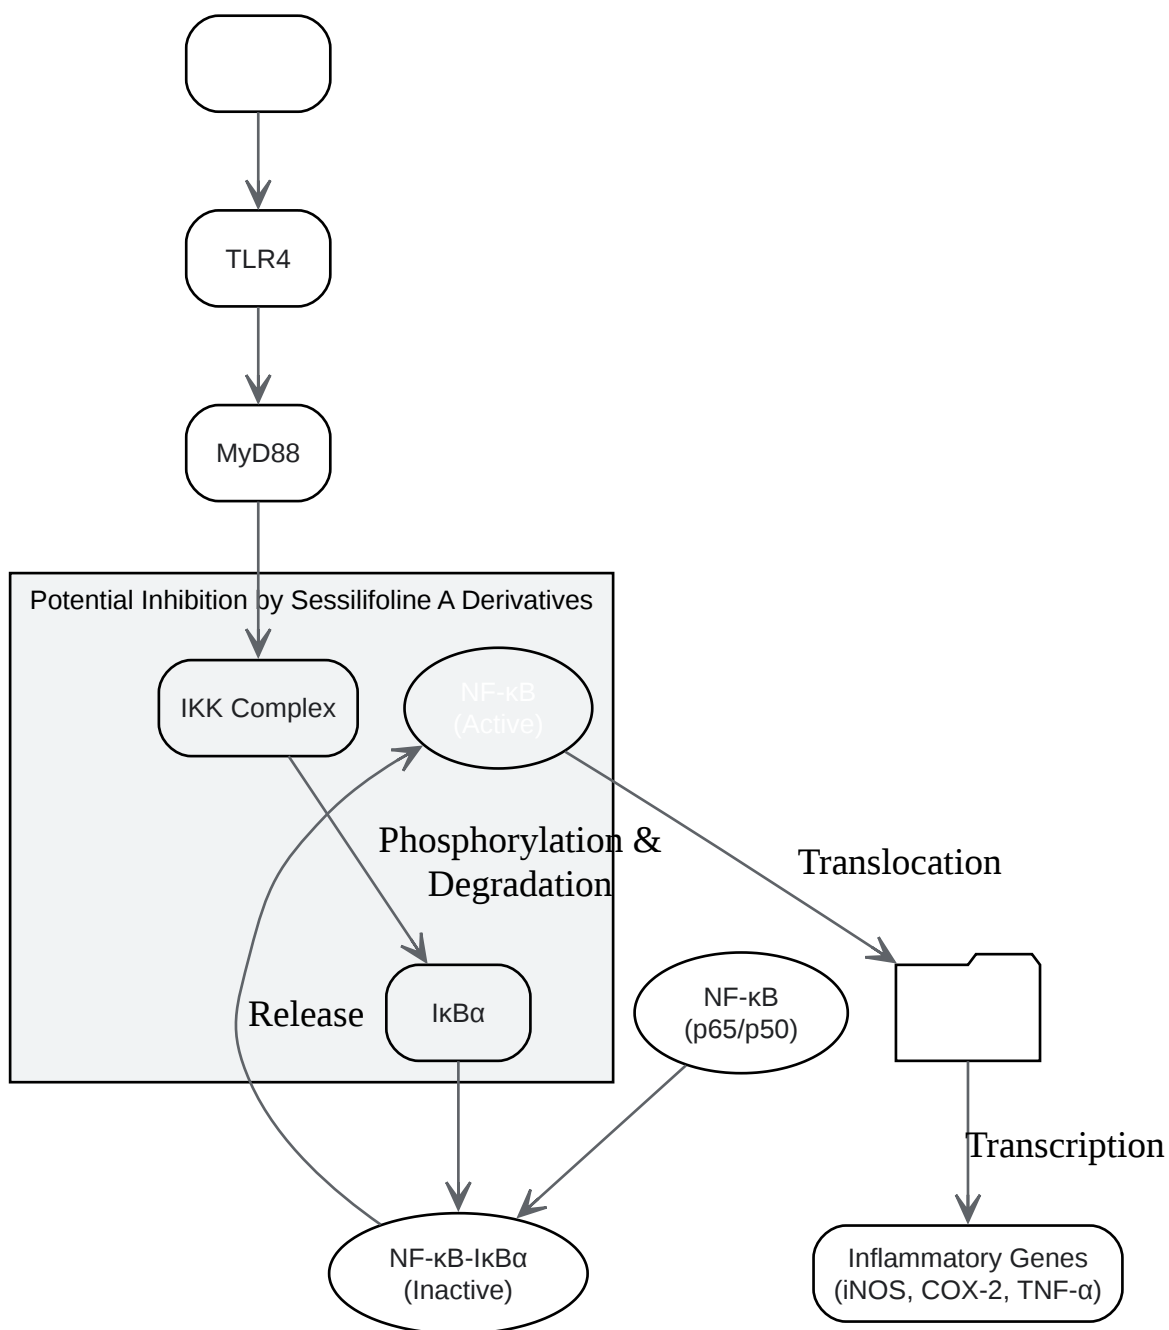 TLR4
MyD88
Potential Inhibition by Sessilifoline A Derivatives
IKK Complex
NF-κB
(Active)
Phosphorylation &
Degradation
Translocation
Release
IκBα
NF-κB
(p65/p50)
Transcription
NF-κB-IκBα
(Inactive)
Inflammatory Genes
(iNOS, COX-2, TNF-α)